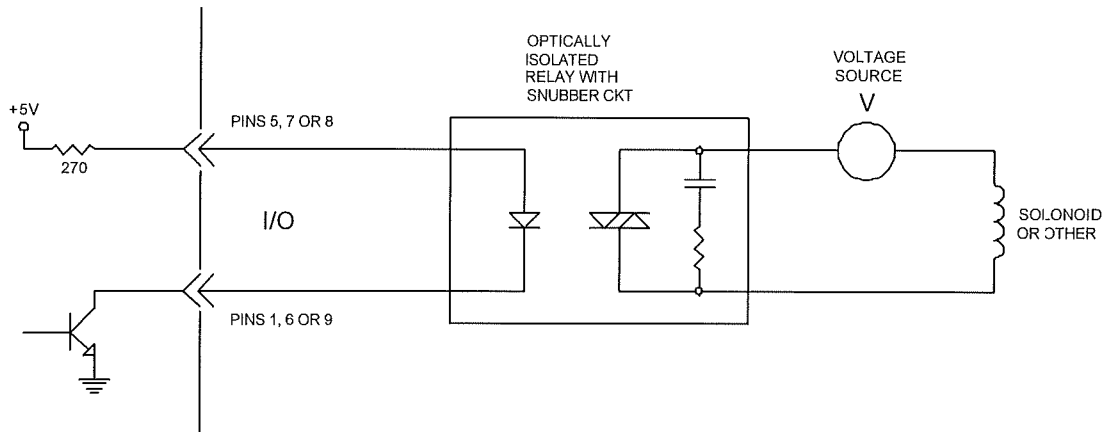 OPTICALLY
ISOLATED
RELAY WITH
SNUBBER CKT
VOLTAGE
SOURCE
V
+5V
270
PINS 5, 7 OR 8
I/O
SOLONOID
OR OTHER
PINS 1, 6 OR 9